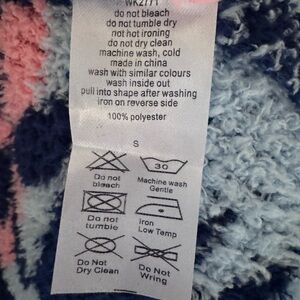 WK2771
do not bleach
do not tumble dry
not hot ironing
do not dry clean
machine wash, cold
made in china
wash with similar colours
wash inside out
pull into shape after washing
iron on reverse side
100% polyester
S
30
Do not
bleach
Machine wash
Gentle
Do not
tumble
Iron
Low Temp
Do Not
Dry Clean
Do Not
Wring